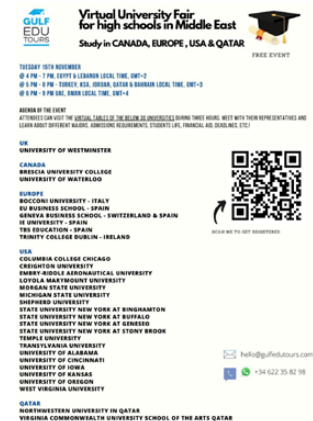 GULF
EDU
TOURS
Virtual University Fair
for high schools in Middle East
Study in CANADA, EUROPE , USA & QATAR
FREE EVENT
TUESDAY 15TH NOVEMBER
@ 4 PM - 7 PM, EGYPT & LEBANON LOCAL TIME, GMT+2
@ 5 PM - 8 PM - TURKEY, KSA, JORDAN, QATAR & BAHRAIN LOCAL TIME, GMT+3
@ 6 PM - 9 PM UAE, OMAN LOCAL TIME, GMT+4
AGENDA OF THE EVENT
ATTENDEES CAN VISIT THE VIRTUAL TABLES OF THE BELOW 30 UNIVERSITIES DURING THREE HOURS. MEET WITH THEIR REPRESENTATIVES AND
LEARN ABOUT DIFFERENT MAJORS, ADMISSIONS REQUIREMENTS, STUDENTS LIFE, FINANCIAL AID, DEADLINES, ETC.!
UK
UNIVERSITY OF WESTMINSTER
CANADA
BRESCIA UNIVERSITY COLLEGE
UNIVERSITY OF WATERLOO
EUROPE
BOCCONI UNIVERSITY - ITALY
EU BUSINESS SCHOOL - SPAIN
GENEVA BUSINESS SCHOOL - SWITZERLAND & SPAIN
IE UNIVERSITY - SPAIN
TBS EDUCATION - SPAIN
TRINITY COLLEGE DUBLIN - IRELAND
SCAN ME TO GET REGISTERED
USA
COLUMBIA COLLEGE CHICAGO
CREIGHTON UNIVERSITY
EMBRY-RIDDLE AERONAUTICAL UNIVERSITY
LOYOLA MARYMOUNT UNIVERSITY
MORGAN STATE UNIVERSITY
MICHIGAN STATE UNIVERSITY
SHEPHERD UNIVERSITY
STATE UNIVERSITY NEW YORK AT BINGHAMTON
STATE UNIVERSITY NEW YORK AT BUFFALO
STATE UNIVERSITY NEW YORK AT GENESEO
STATE UNIVERSITY NEW YORK AT STONY BROOK
TEMPLE UNIVERSITY
TRANSYLVANIA UNIVERSITY
UNIVERSITY OF ALABAMA
UNIVERSITY OF CINCINNATI
UNIVERSITY OF IOWA
UNIVERSITY OF KANSAS
UNIVERSITY OF OREGON
WEST VIRGINIA UNIVERSITY
hello@gulfedutours.com
+34 622 35 82 98
QATAR
NORTHWESTERN UNIVERSITY IN QATAR
VIRGINIA COMMONWEALTH UNIVERSITY SCHOOL OF THE ARTS QATAR